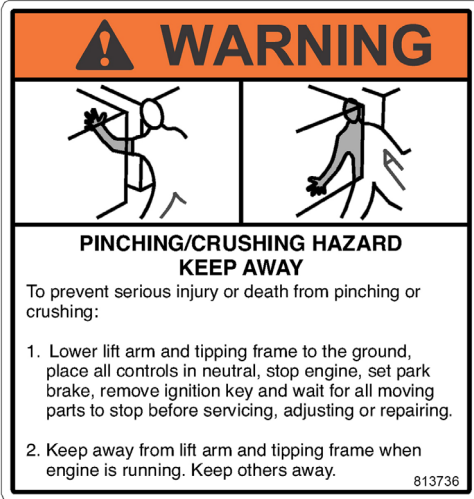 WARNING
PINCHING/CRUSHING HAZARD
KEEP AWAY
To prevent serious injury or death from pinching or
crushing:
1. Lower lift arm and tipping frame to the ground,
place all controls in neutral, stop engine, set park
brake, remove ignition key and wait for all moving
parts to stop before servicing, adjusting or repairing.
2. Keep away from lift arm and tipping frame when
engine is running. Keep others away.
813736